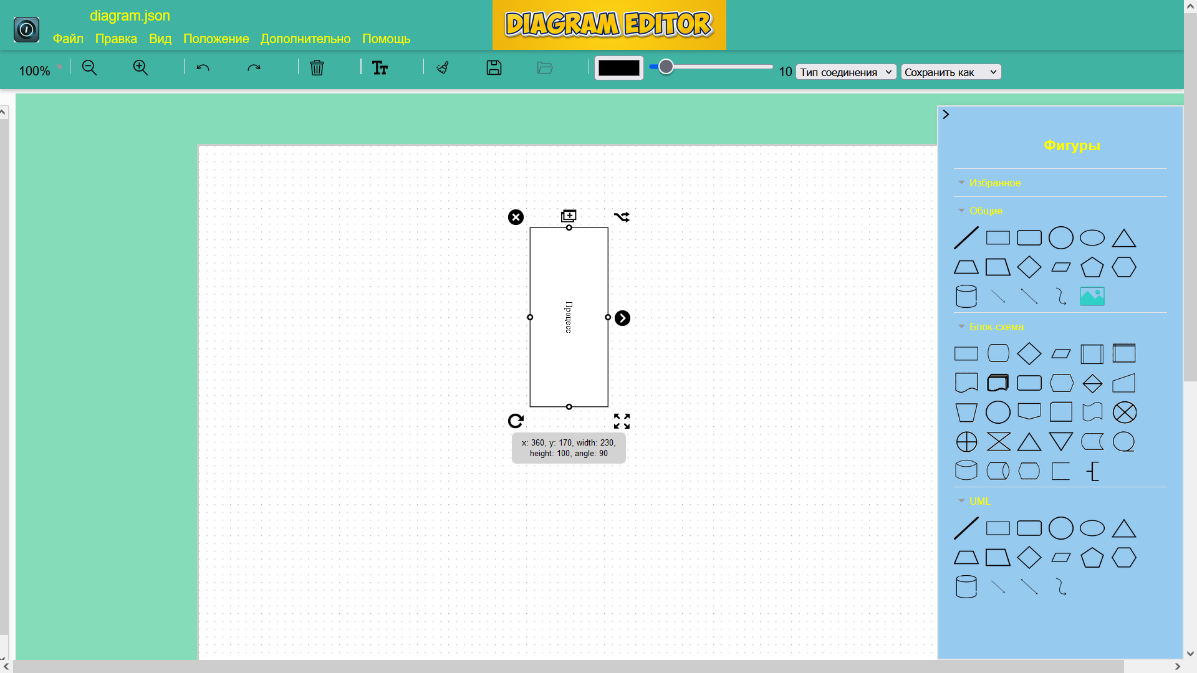 diagram.json
Файл Правка Вид Положение Дополнительно Помощь
DIAGRAM EDITOR
100%
10 Тип соединения Сохранить как
Фигуры
Избранное
Общие
Процесс
x: 360, y: 170, width: 230,
height: 100, angle: 90
Блок-схема
UML